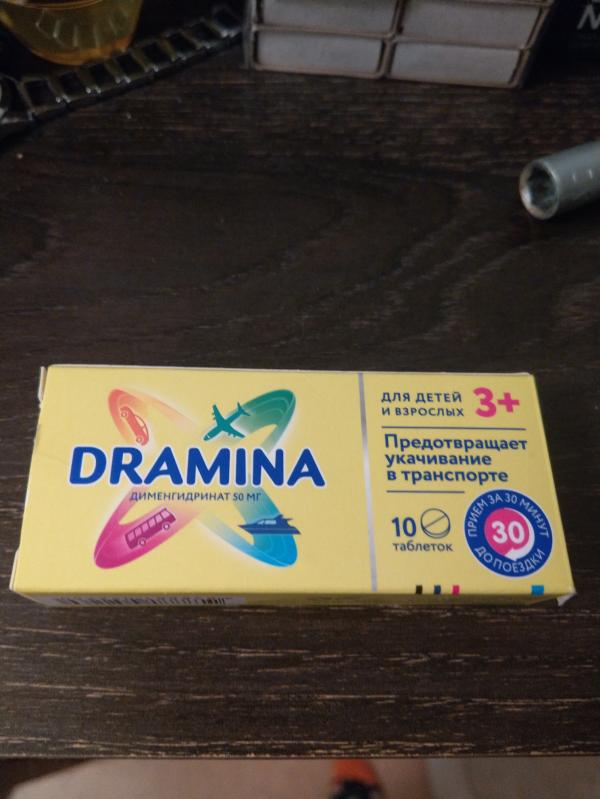 DRAMINA
ДИМЕНГИДРИНАТ 50 МГ
ДЛЯ ДЕТЕЙ
И ВЗРОСЛЫХ 3+
Предотвращает
укачивание
в транспорте
10
таблеток
ПРИЕМ ЗА 30 МИНУТ
30
ДО ПОЕЗДКИ